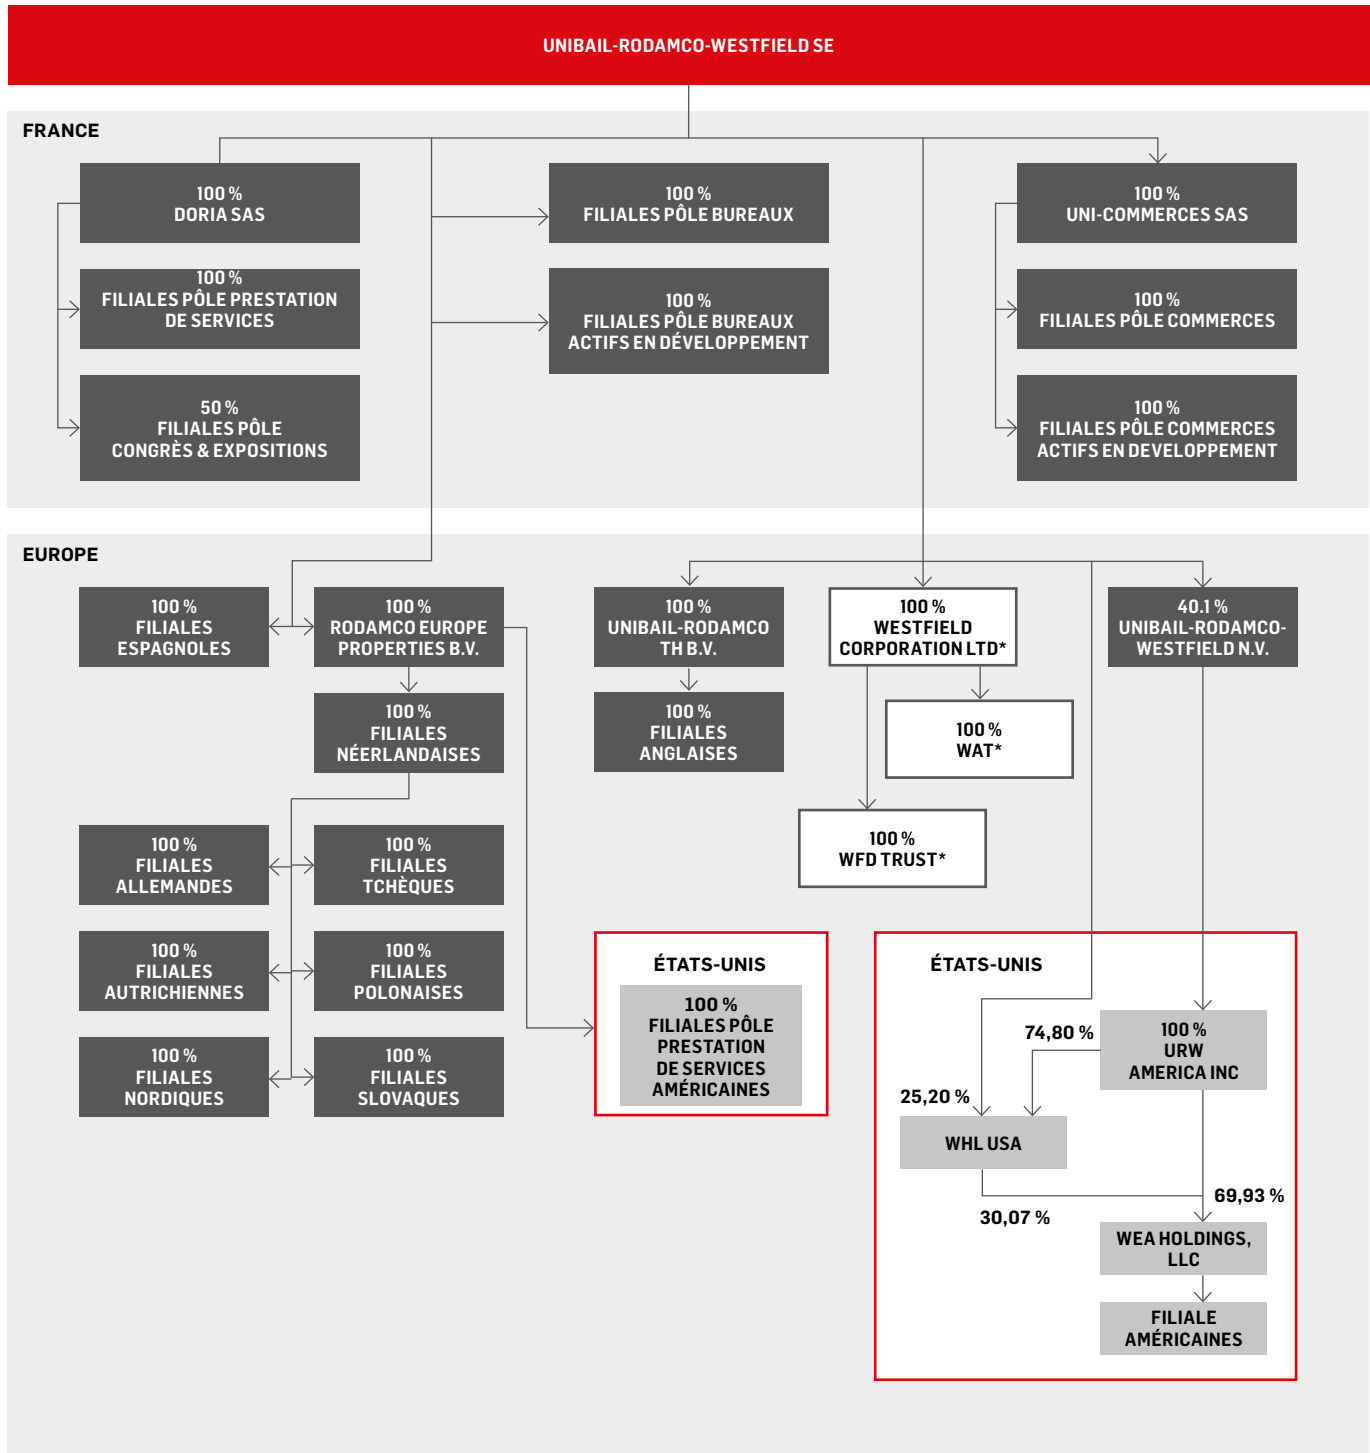 UNIBAIL-RODAMCO-WESTFIELD SE
FRANCE
100 %
DORIA SAS
100 %
FILIALES PÔLE PRESTATION
DE SERVICES
50 %
FILIALES PÔLE
CONGRÈS & EXPOSITIONS
100 %
FILIALES PÔLE BUREAUX
100 %
FILIALES PÔLE BUREAUX
ACTIFS EN DÉVELOPPEMENT
100 %
UNI-COMMERCES SAS
100 %
FILIALES PÔLE COMMERCES
100 %
FILIALES PÔLE COMMERCES
ACTIFS EN DEVELOPPEMENT
EUROPE
100 %
FILIALES
ESPAGNOLES
100 %
RODAMCO EUROPE
PROPERTIES B.V.
100 %
FILIALES
NÉERLANDAISES
100 %
FILIALES
ALLEMANDES
100 %
FILIALES
TCHÈQUES
100 %
FILIALES
AUTRICHIENNES
100 %
FILIALES
POLONAISES
100 %
FILIALES
NORDIQUES
100 %
FILIALES
SLOVAQUES
100 %
UNIBAIL-RODAMCO
TH B.V.
100 %
FILIALES
ANGLAISES
100 %
WESTFIELD
CORPORATION LTD*
100 %
WAT*
100 %
WFD TRUST*
40.1 %
UNIBAIL-RODAMCO-
WESTFIELD N.V.
ÉTATS-UNIS
100 %
FILIALES PÔLE
PRESTATION
DE SERVICES
AMÉRICAINES
ÉTATS-UNIS
74,80 %
100 %
URW
AMERICA INC
25,20 %
WHL USA
69,93 %
30,07 %
WEA HOLDINGS,
LLC
FILIALE
AMÉRICAINES